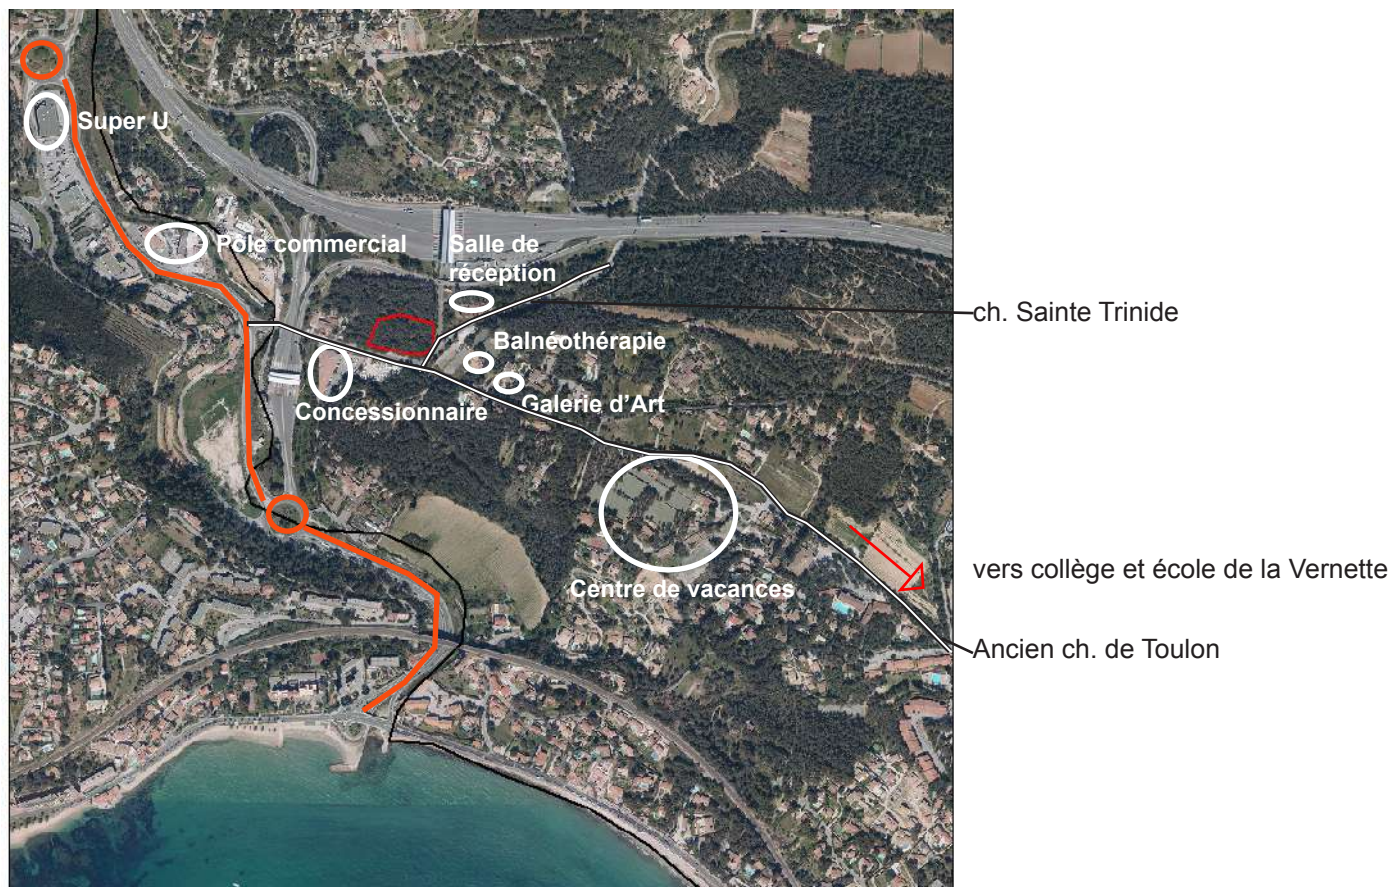 Super U
Pôle commercial
Salle de
réception
ch. Sainte Trinide
Balnéothérapie
Galerie d'Art
Concessionnaire
vers collège et école de la Vernette
Centre de vacances
Ancien ch. de Toulon